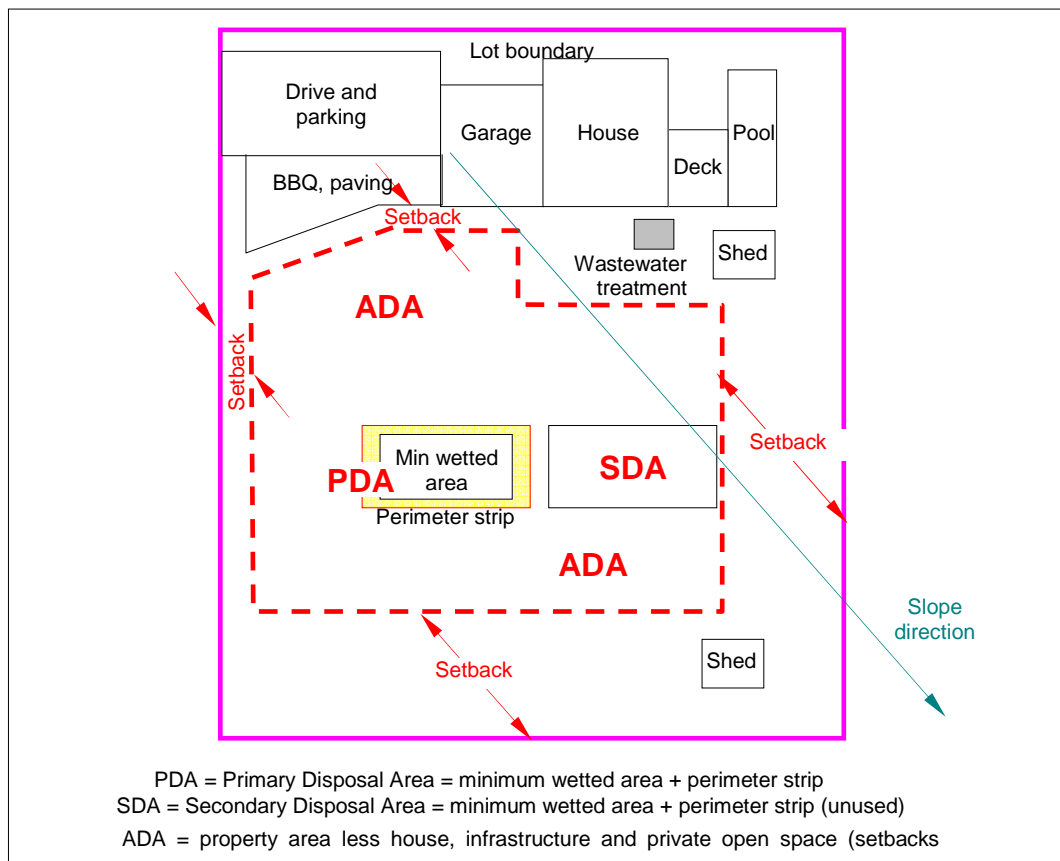 Lot boundary
Drive and
parking
Garage
House
Pool
Deck
BBQ, paving
Setback
Wastewater
treatment
Shed
ADA
Setback
Setback
Min wetted
area
PDA
SDA
Perimeter strip
ADA
Slope
direction
Shed
Setback
PDA = Primary Disposal Area = minimum wetted area + perimeter strip
SDA = Secondary Disposal Area = minimum wetted area + perimeter strip (unused)
ADA = property area less house, infrastructure and private open space (setbacks